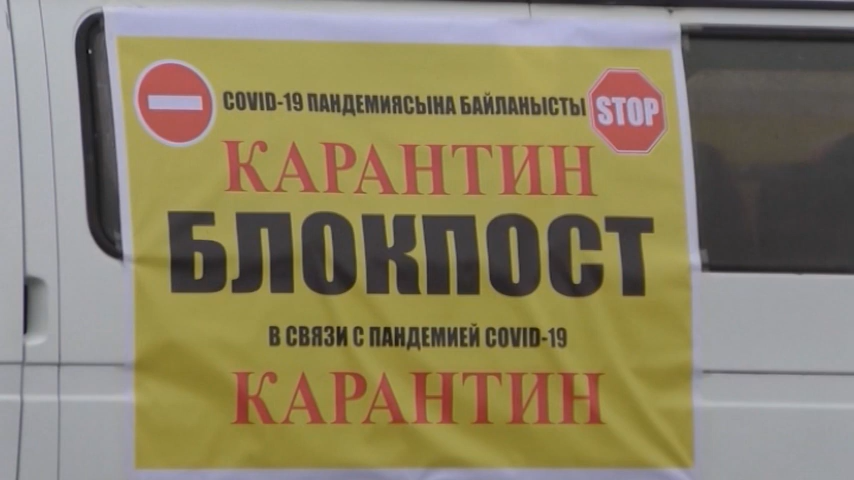 COVID-19 ПАНДЕМИЯСЫНА БАЙЛАНЫСТЫ
STOP
КАРАНТИН
БЛОКПОСТ
В СВЯЗИ С ПАНДЕМИЕЙ COVID-19
КАРАНТИН